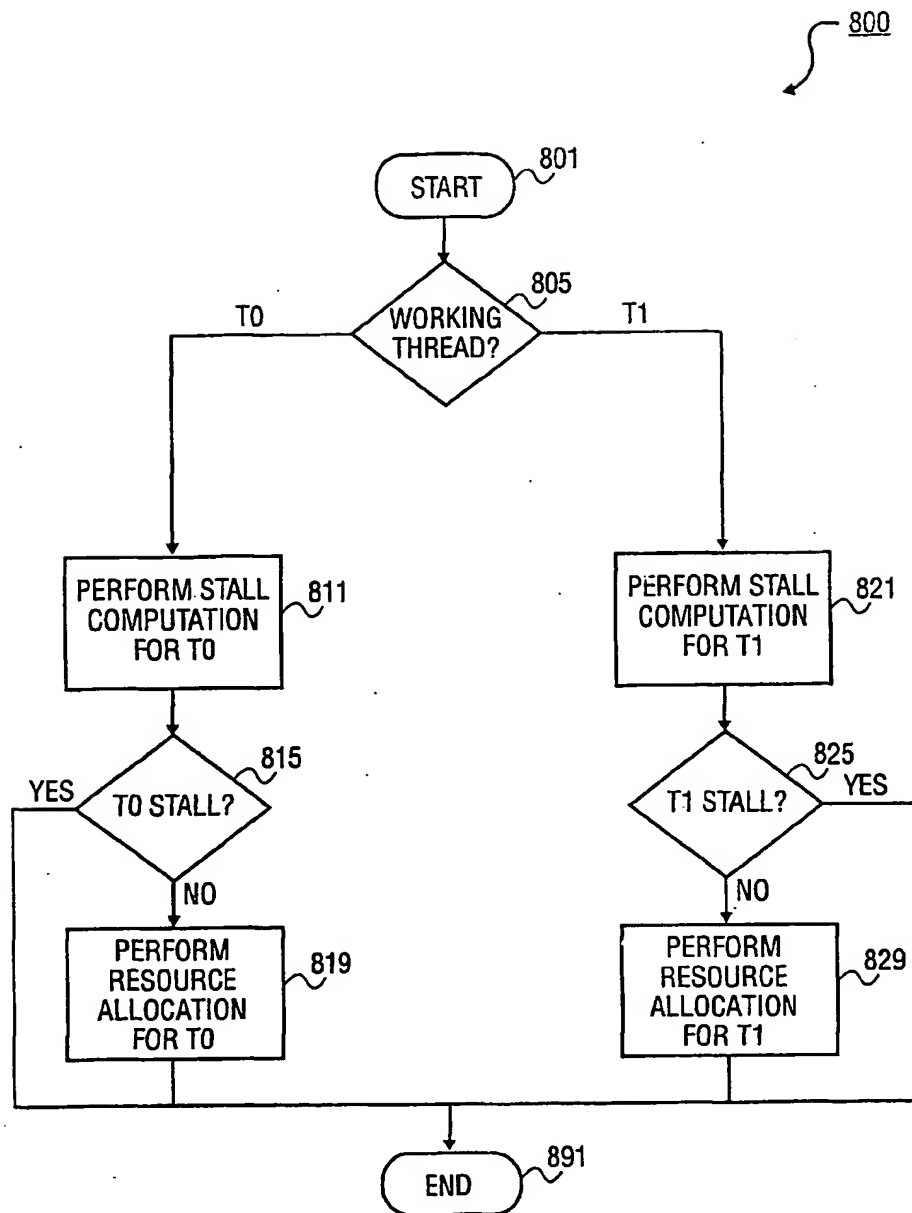 800
START
801
WORKING
THREAD?
805
T0
T1
PERFORM STALL
COMPUTATION
FOR T0
811
PERFORM STALL
COMPUTATION
FOR T1
821
T0 STALL?
815
YES
NO
T1 STALL?
825
YES
NO
PERFORM
RESOURCE
ALLOCATION
FOR T0
819
PERFORM
RESOURCE
ALLOCATION
FOR T1
829
END
891